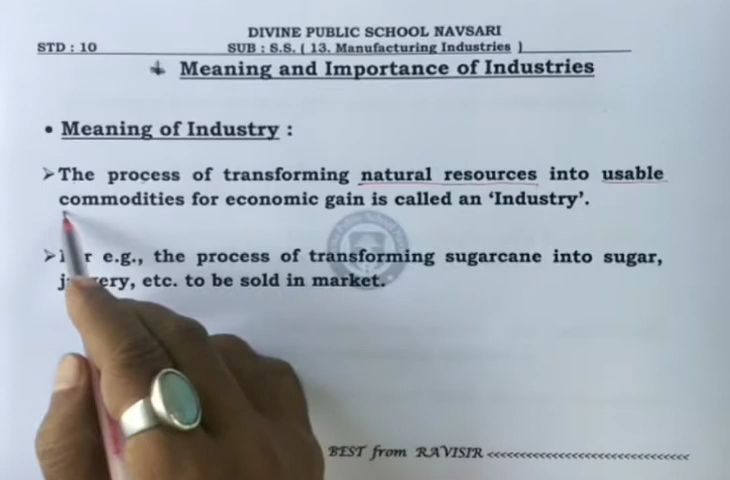 DIVINE PUBLIC SCHOOL NAVSARI
STD : 10 SUB : S.S. ( 13. Manufacturing Industries )
Meaning and Importance of Industries
• Meaning of Industry :
➢ The process of transforming natural resources into usable
commodities for economic gain is called an ‘Industry’.
➢ e.g., the process of transforming sugarcane into sugar,
etc. to be sold in market.
BEST from RAVISIR <<<<<<<<<<<<<<<<<<<<<<<<<<<<<<<